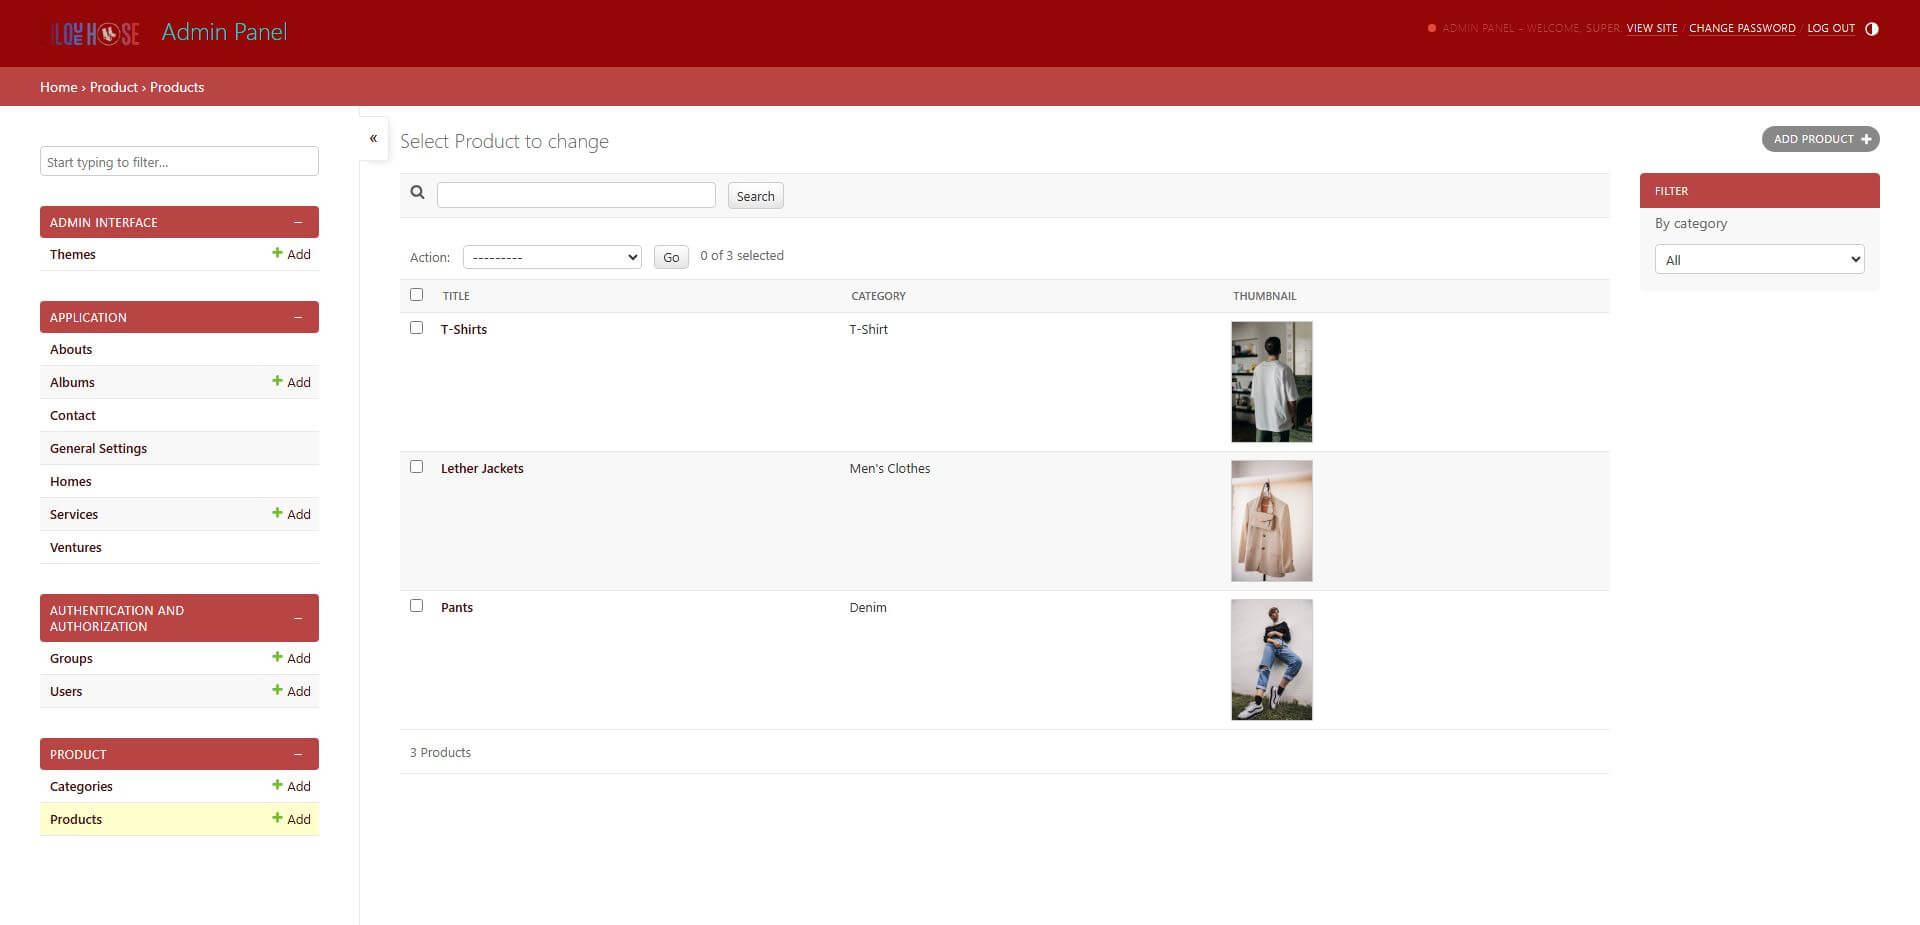 Admin Panel
ADMIN PANEL – WELCOME, SUPER. VIEW SITE / CHANGE PASSWORD / LOG OUT
Home › Product › Products
Start typing to filter...
ADMIN INTERFACE –
Themes + Add
APPLICATION –
Abouts
Albums + Add
Contact
General Settings
Homes
Services + Add
Ventures
AUTHENTICATION AND
AUTHORIZATION –
Groups + Add
Users + Add
PRODUCT –
Categories + Add
Products + Add
«
Select Product to change
ADD PRODUCT +
Search
Action: --------- Go 0 of 3 selected
TITLE CATEGORY THUMBNAIL
T-Shirts T-Shirt
Lether Jackets Men's Clothes
Pants Denim
3 Products
FILTER
By category
All